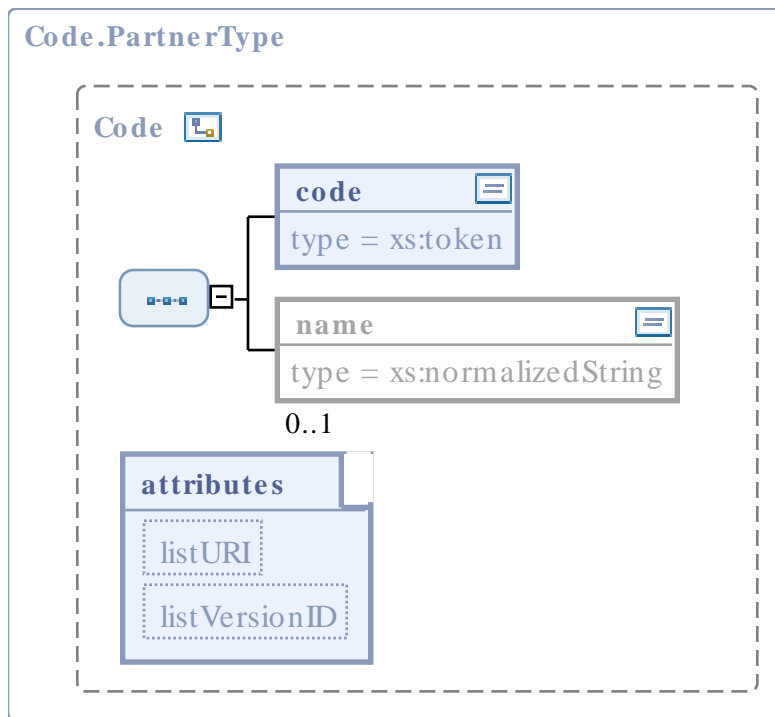 Code.PartnerType
Code
code
type = xs:token
name
type = xs:normalizedString
0..1
attributes
listURI
listVersionID